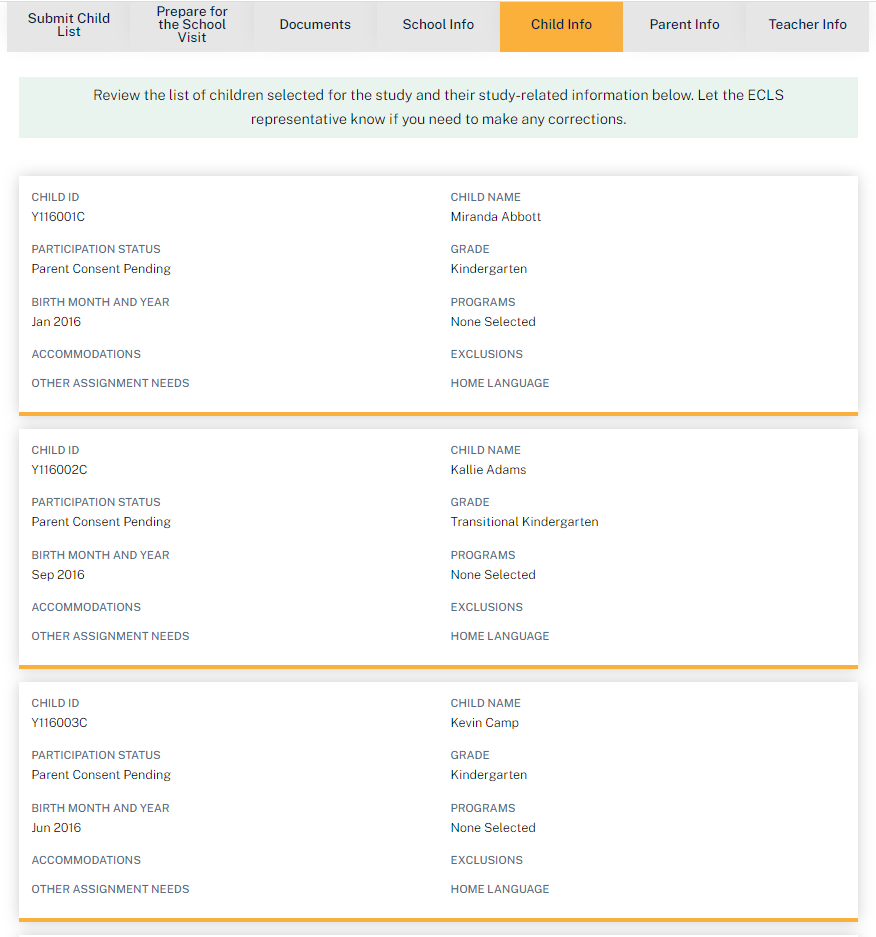 Submit Child
List
Prepare for
the School
Visit
Documents
School Info
Child Info
Parent Info
Teacher Info
Review the list of children selected for the study and their study-related information below. Let the ECLS
representative know if you need to make any corrections.
CHILD ID
Y116001C
CHILD NAME
Miranda Abbott
PARTICIPATION STATUS
Parent Consent Pending
GRADE
Kindergarten
BIRTH MONTH AND YEAR
Jan 2016
PROGRAMS
None Selected
ACCOMMODATIONS
EXCLUSIONS
OTHER ASSIGNMENT NEEDS
HOME LANGUAGE
CHILD ID
Y116002C
CHILD NAME
Kallie Adams
PARTICIPATION STATUS
Parent Consent Pending
GRADE
Transitional Kindergarten
BIRTH MONTH AND YEAR
Sep 2016
PROGRAMS
None Selected
ACCOMMODATIONS
EXCLUSIONS
OTHER ASSIGNMENT NEEDS
HOME LANGUAGE
CHILD ID
Y116003C
CHILD NAME
Kevin Camp
PARTICIPATION STATUS
Parent Consent Pending
GRADE
Kindergarten
BIRTH MONTH AND YEAR
Jun 2016
PROGRAMS
None Selected
ACCOMMODATIONS
EXCLUSIONS
OTHER ASSIGNMENT NEEDS
HOME LANGUAGE